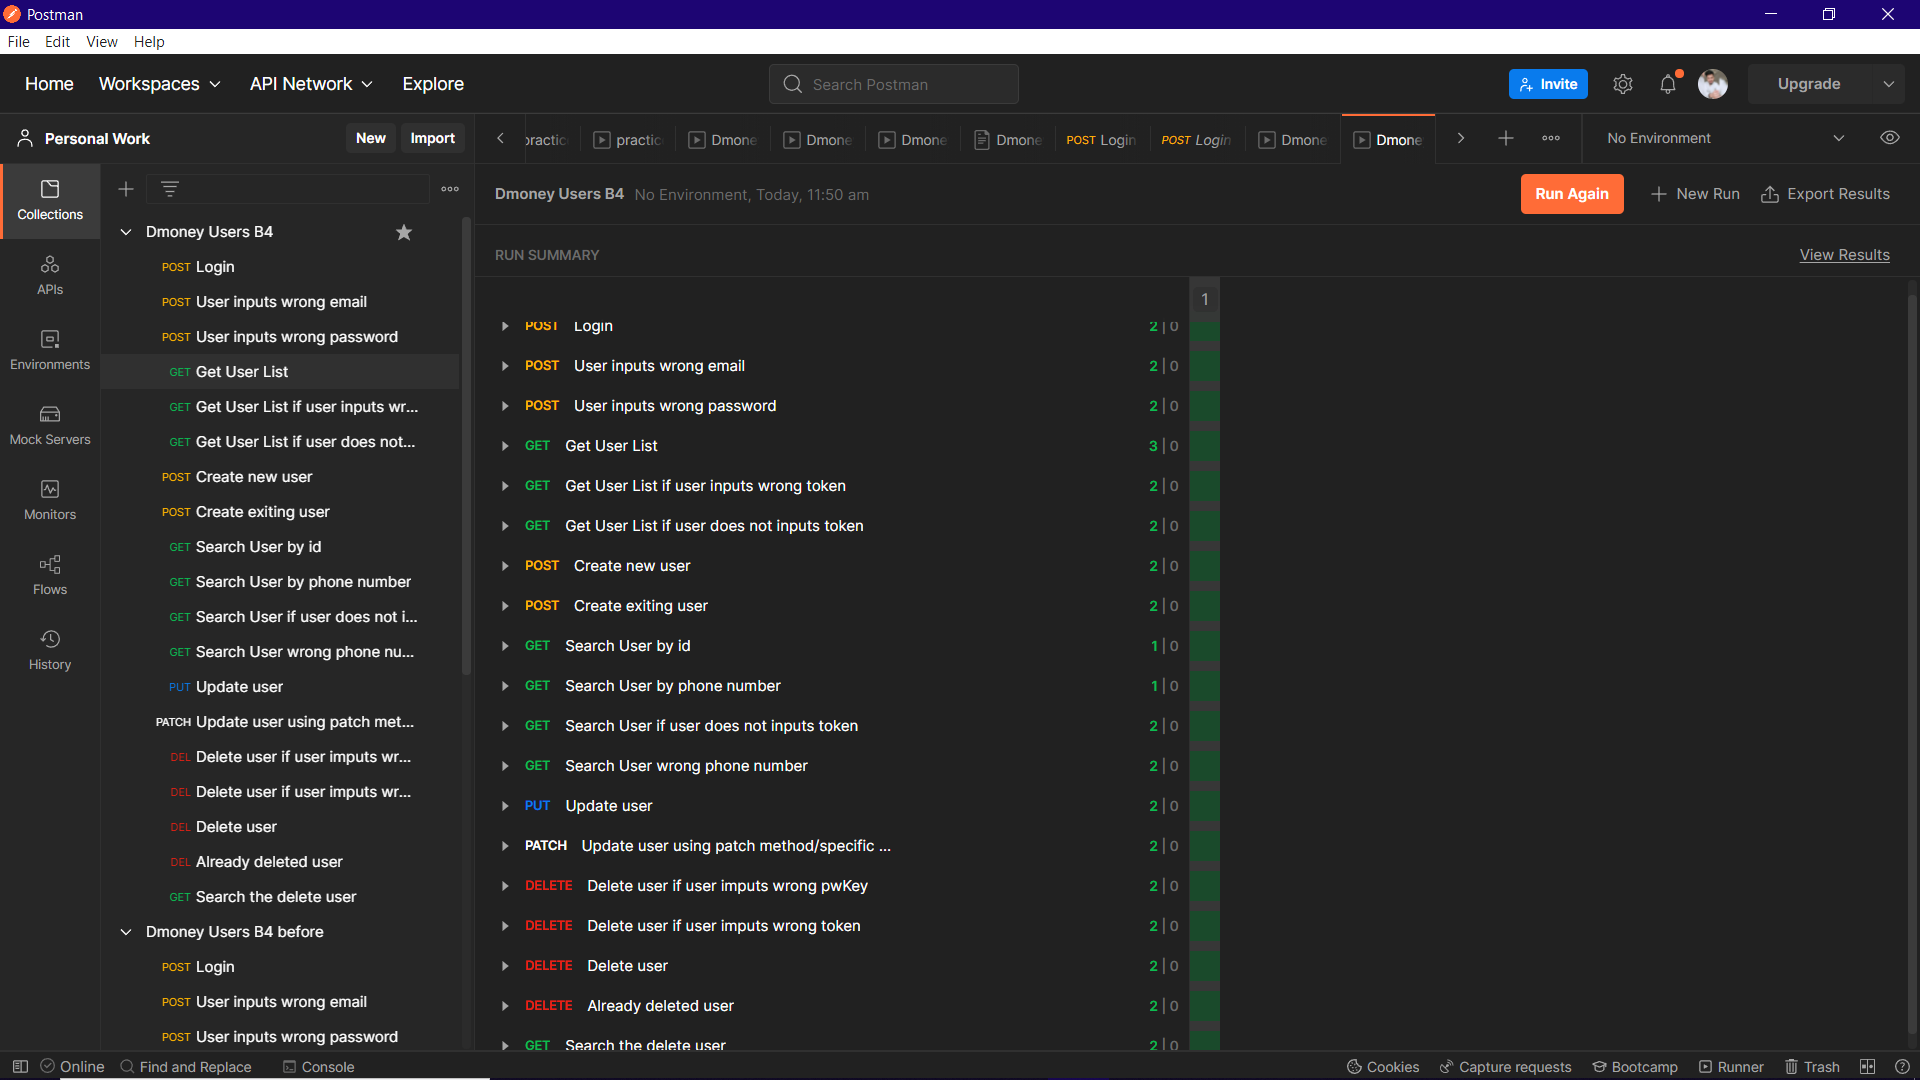 Postman
File Edit View Help
Home Workspaces API Network Explore Search Postman Invite Upgrade
Personal Work New Import practic Dmone Dmone Dmone Dmone POST Login POST Login Dmone Dmone No Environment
Collections
APIs
Environments
Mock Servers
Monitors
Flows
History
Dmoney Users B4
POST Login
POST User inputs wrong email
POST User inputs wrong password
GET Get User List
GET Get User List if user inputs wr...
GET Get User List if user does not...
POST Create new user
POST Create exiting user
GET Search User by id
GET Search User by phone number
GET Search User if user does not i...
GET Search User wrong phone nu...
PUT Update user
PATCH Update user using patch met...
DEL Delete user if user imputs wr...
DEL Delete user if user imputs wr...
DEL Delete user
DEL Already deleted user
GET Search the delete user
Dmoney Users B4 before
POST Login
POST User inputs wrong email
POST User inputs wrong password
Dmoney Users B4 No Environment, Today, 11:50 am Run Again New Run Export Results
RUN SUMMARY View Results
1
POST Login 2 | 0
POST User inputs wrong email 2 | 0
POST User inputs wrong password 2 | 0
GET Get User List 3 | 0
GET Get User List if user inputs wrong token 2 | 0
GET Get User List if user does not inputs token 2 | 0
POST Create new user 2 | 0
POST Create exiting user 2 | 0
GET Search User by id 1 | 0
GET Search User by phone number 1 | 0
GET Search User if user does not inputs token 2 | 0
GET Search User wrong phone number 2 | 0
PUT Update user 2 | 0
PATCH Update user using patch method/specific ... 2 | 0
DELETE Delete user if user imputs wrong pwKey 2 | 0
DELETE Delete user if user imputs wrong token 2 | 0
DELETE Delete user 2 | 0
DELETE Already deleted user 2 | 0
GET Search the delete user 2 | 0
Online Find and Replace Console Cookies Capture requests Bootcamp Runner Trash